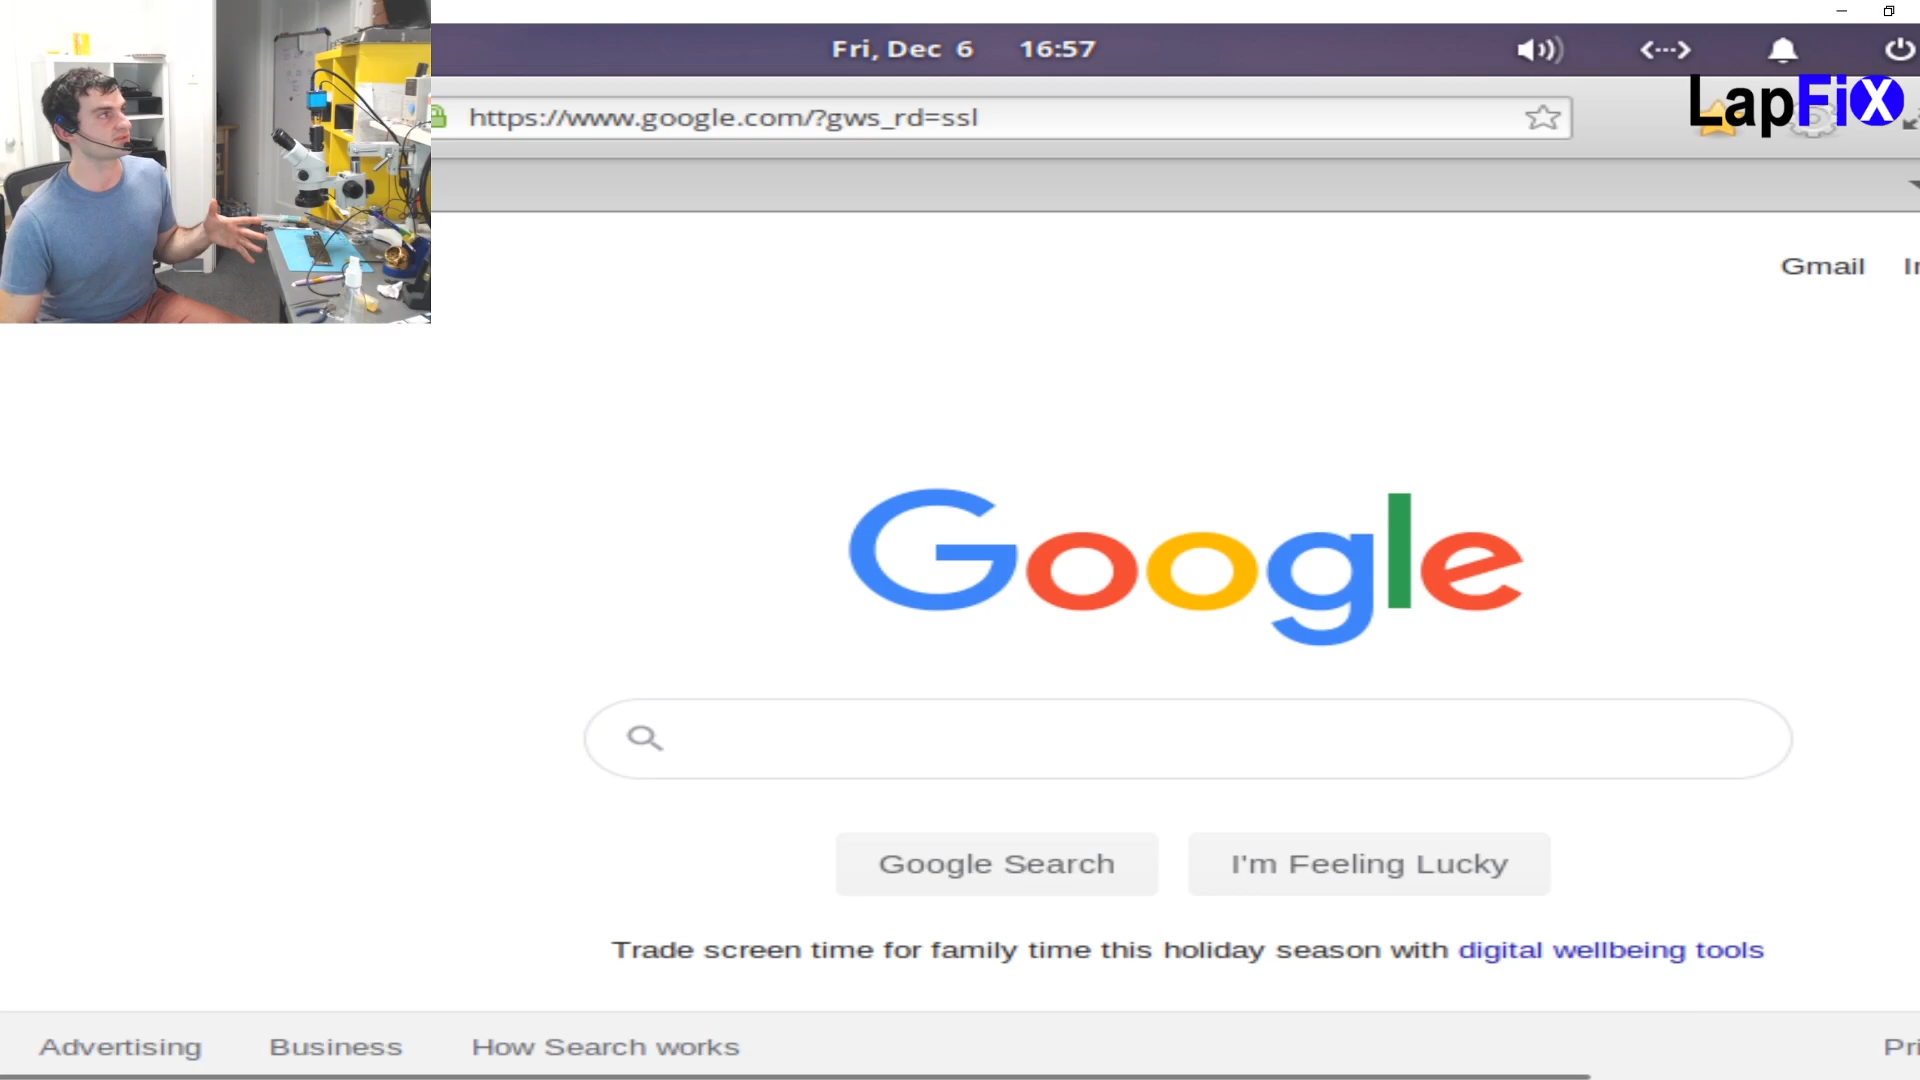 Fri, Dec 6 16:57
LapFiX
https://www.google.com/?gws_rd=ssl
Gmail
Google
Google Search
I'm Feeling Lucky
Trade screen time for family time this holiday season with digital wellbeing tools
Advertising
Business
How Search works